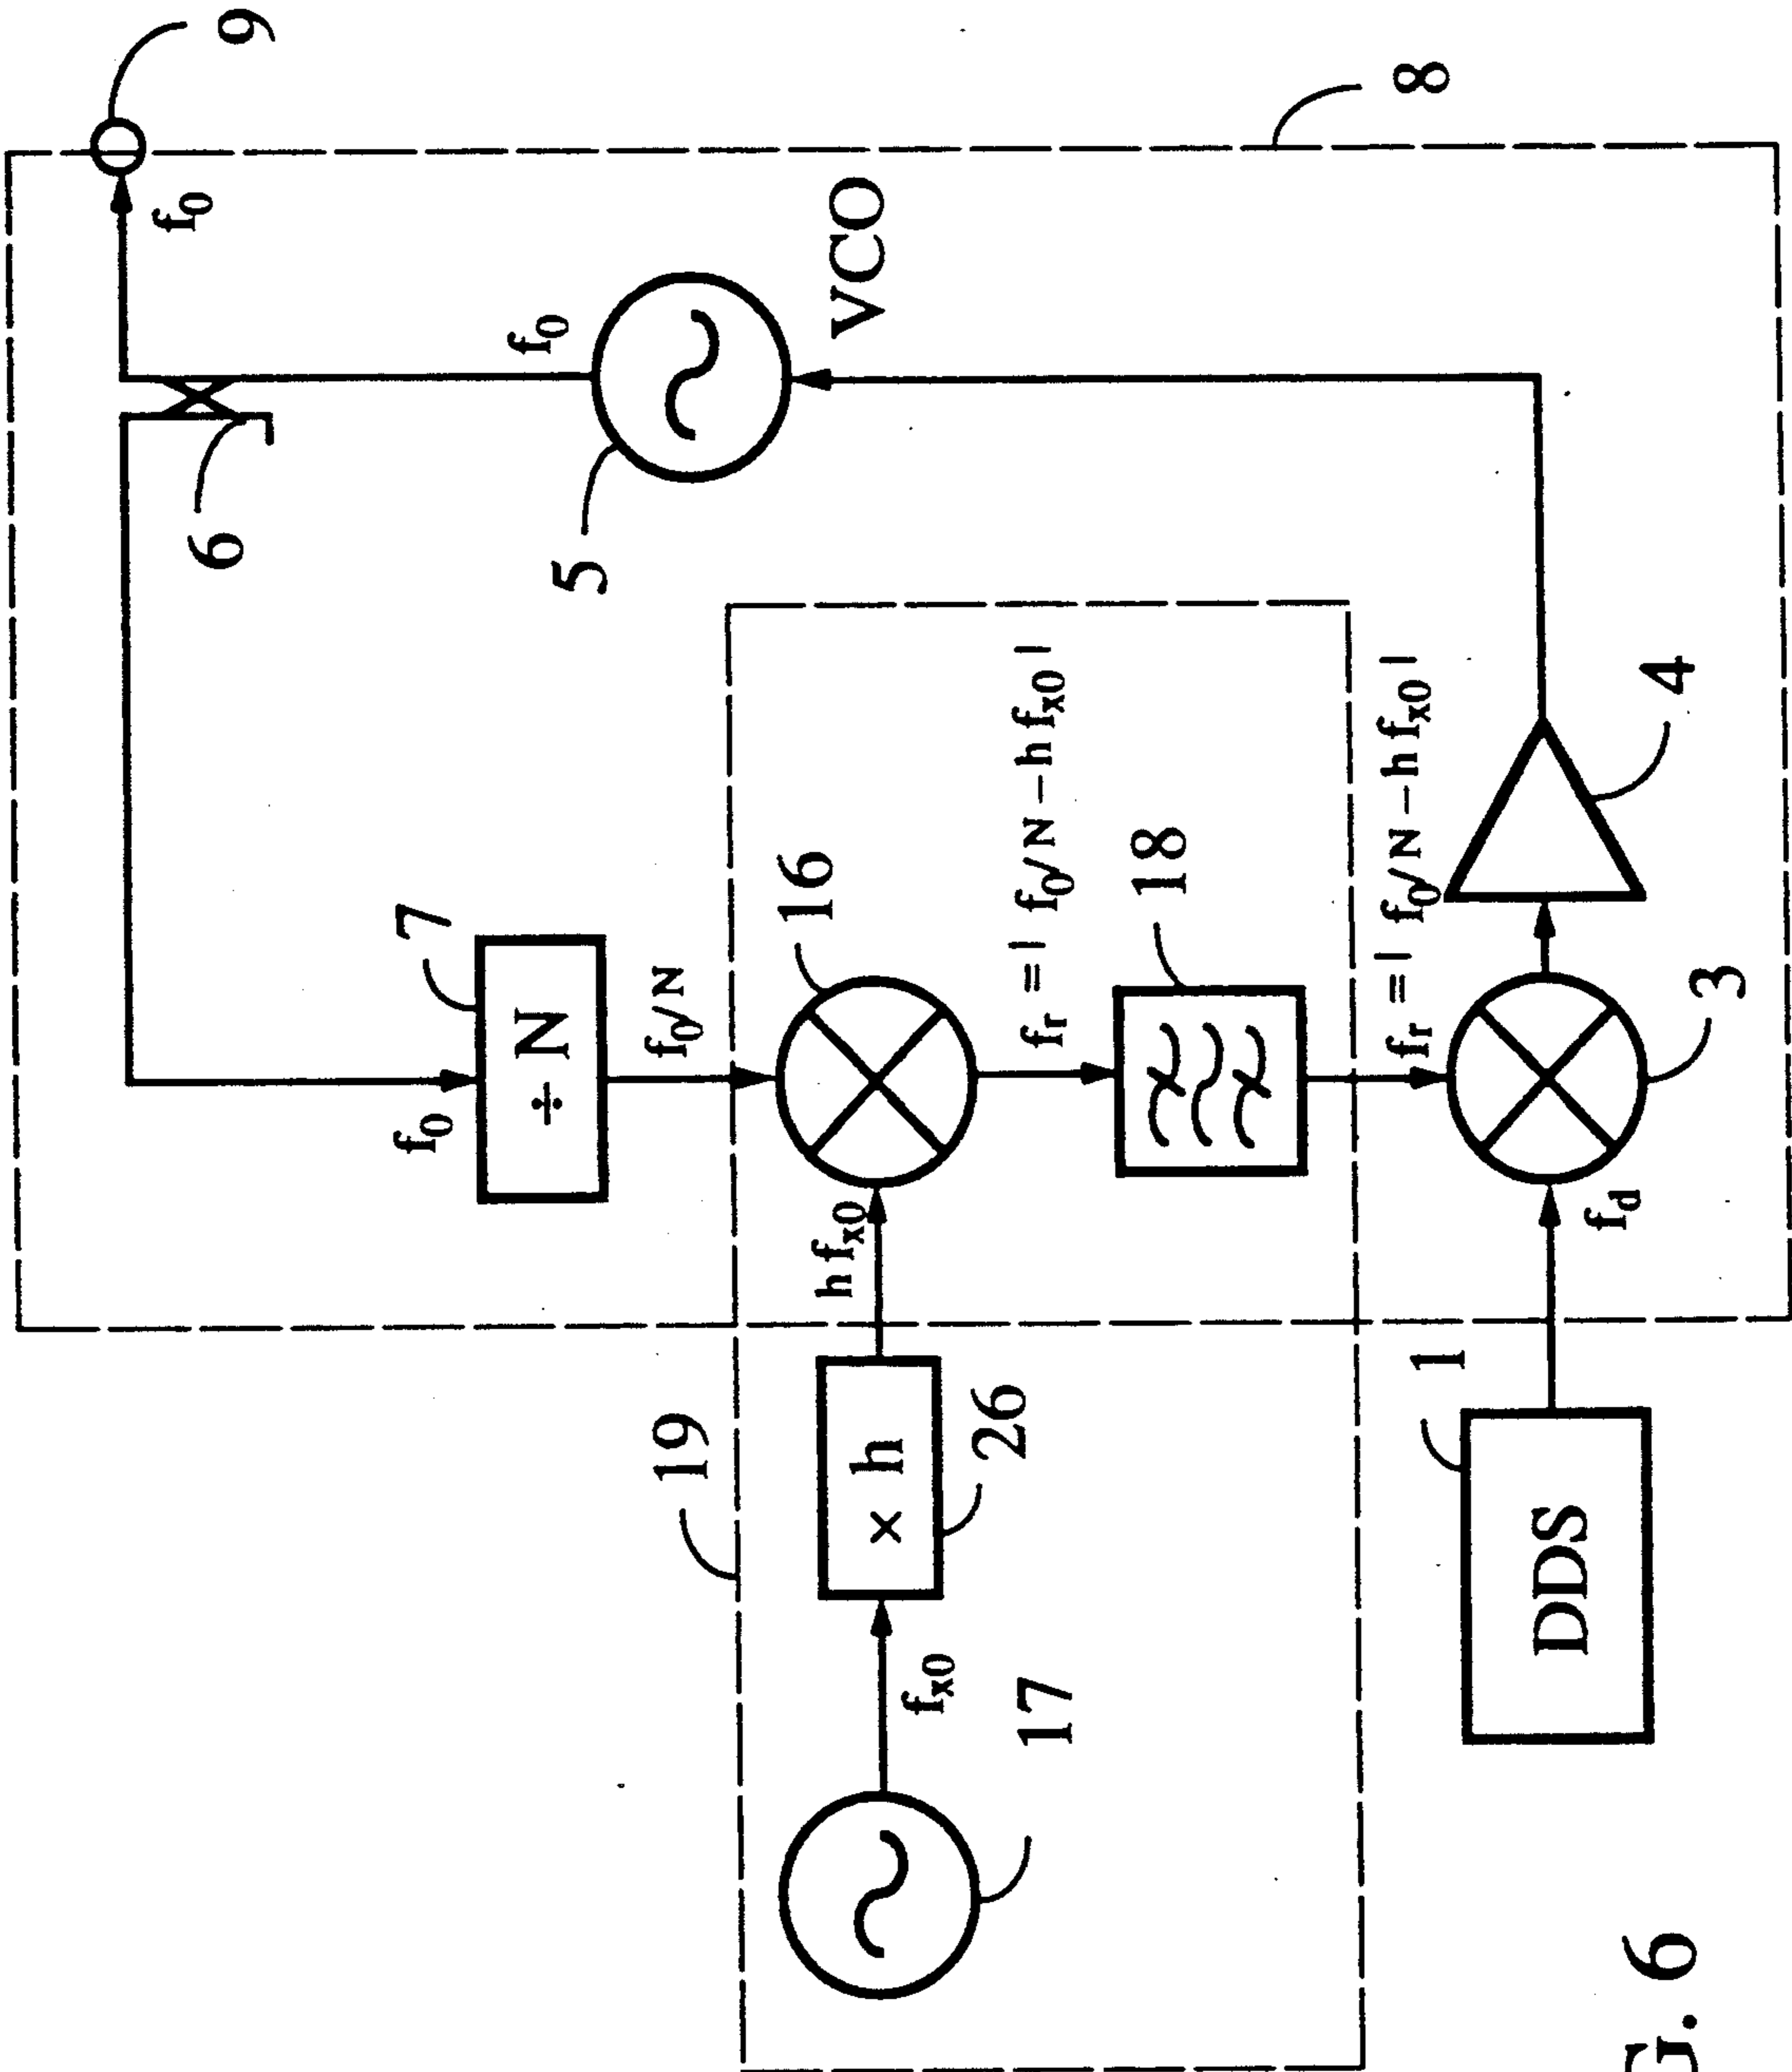 9
f0
8
f0
VCO
6
5
7
÷ N
f0
f0/N
16
fr = | f0/N - h fx0 |
18
fr = | f0/N - h fx0 |
4
3
h fx0
fd
19
× h
26
1
DDS
fx0
17
G. 6